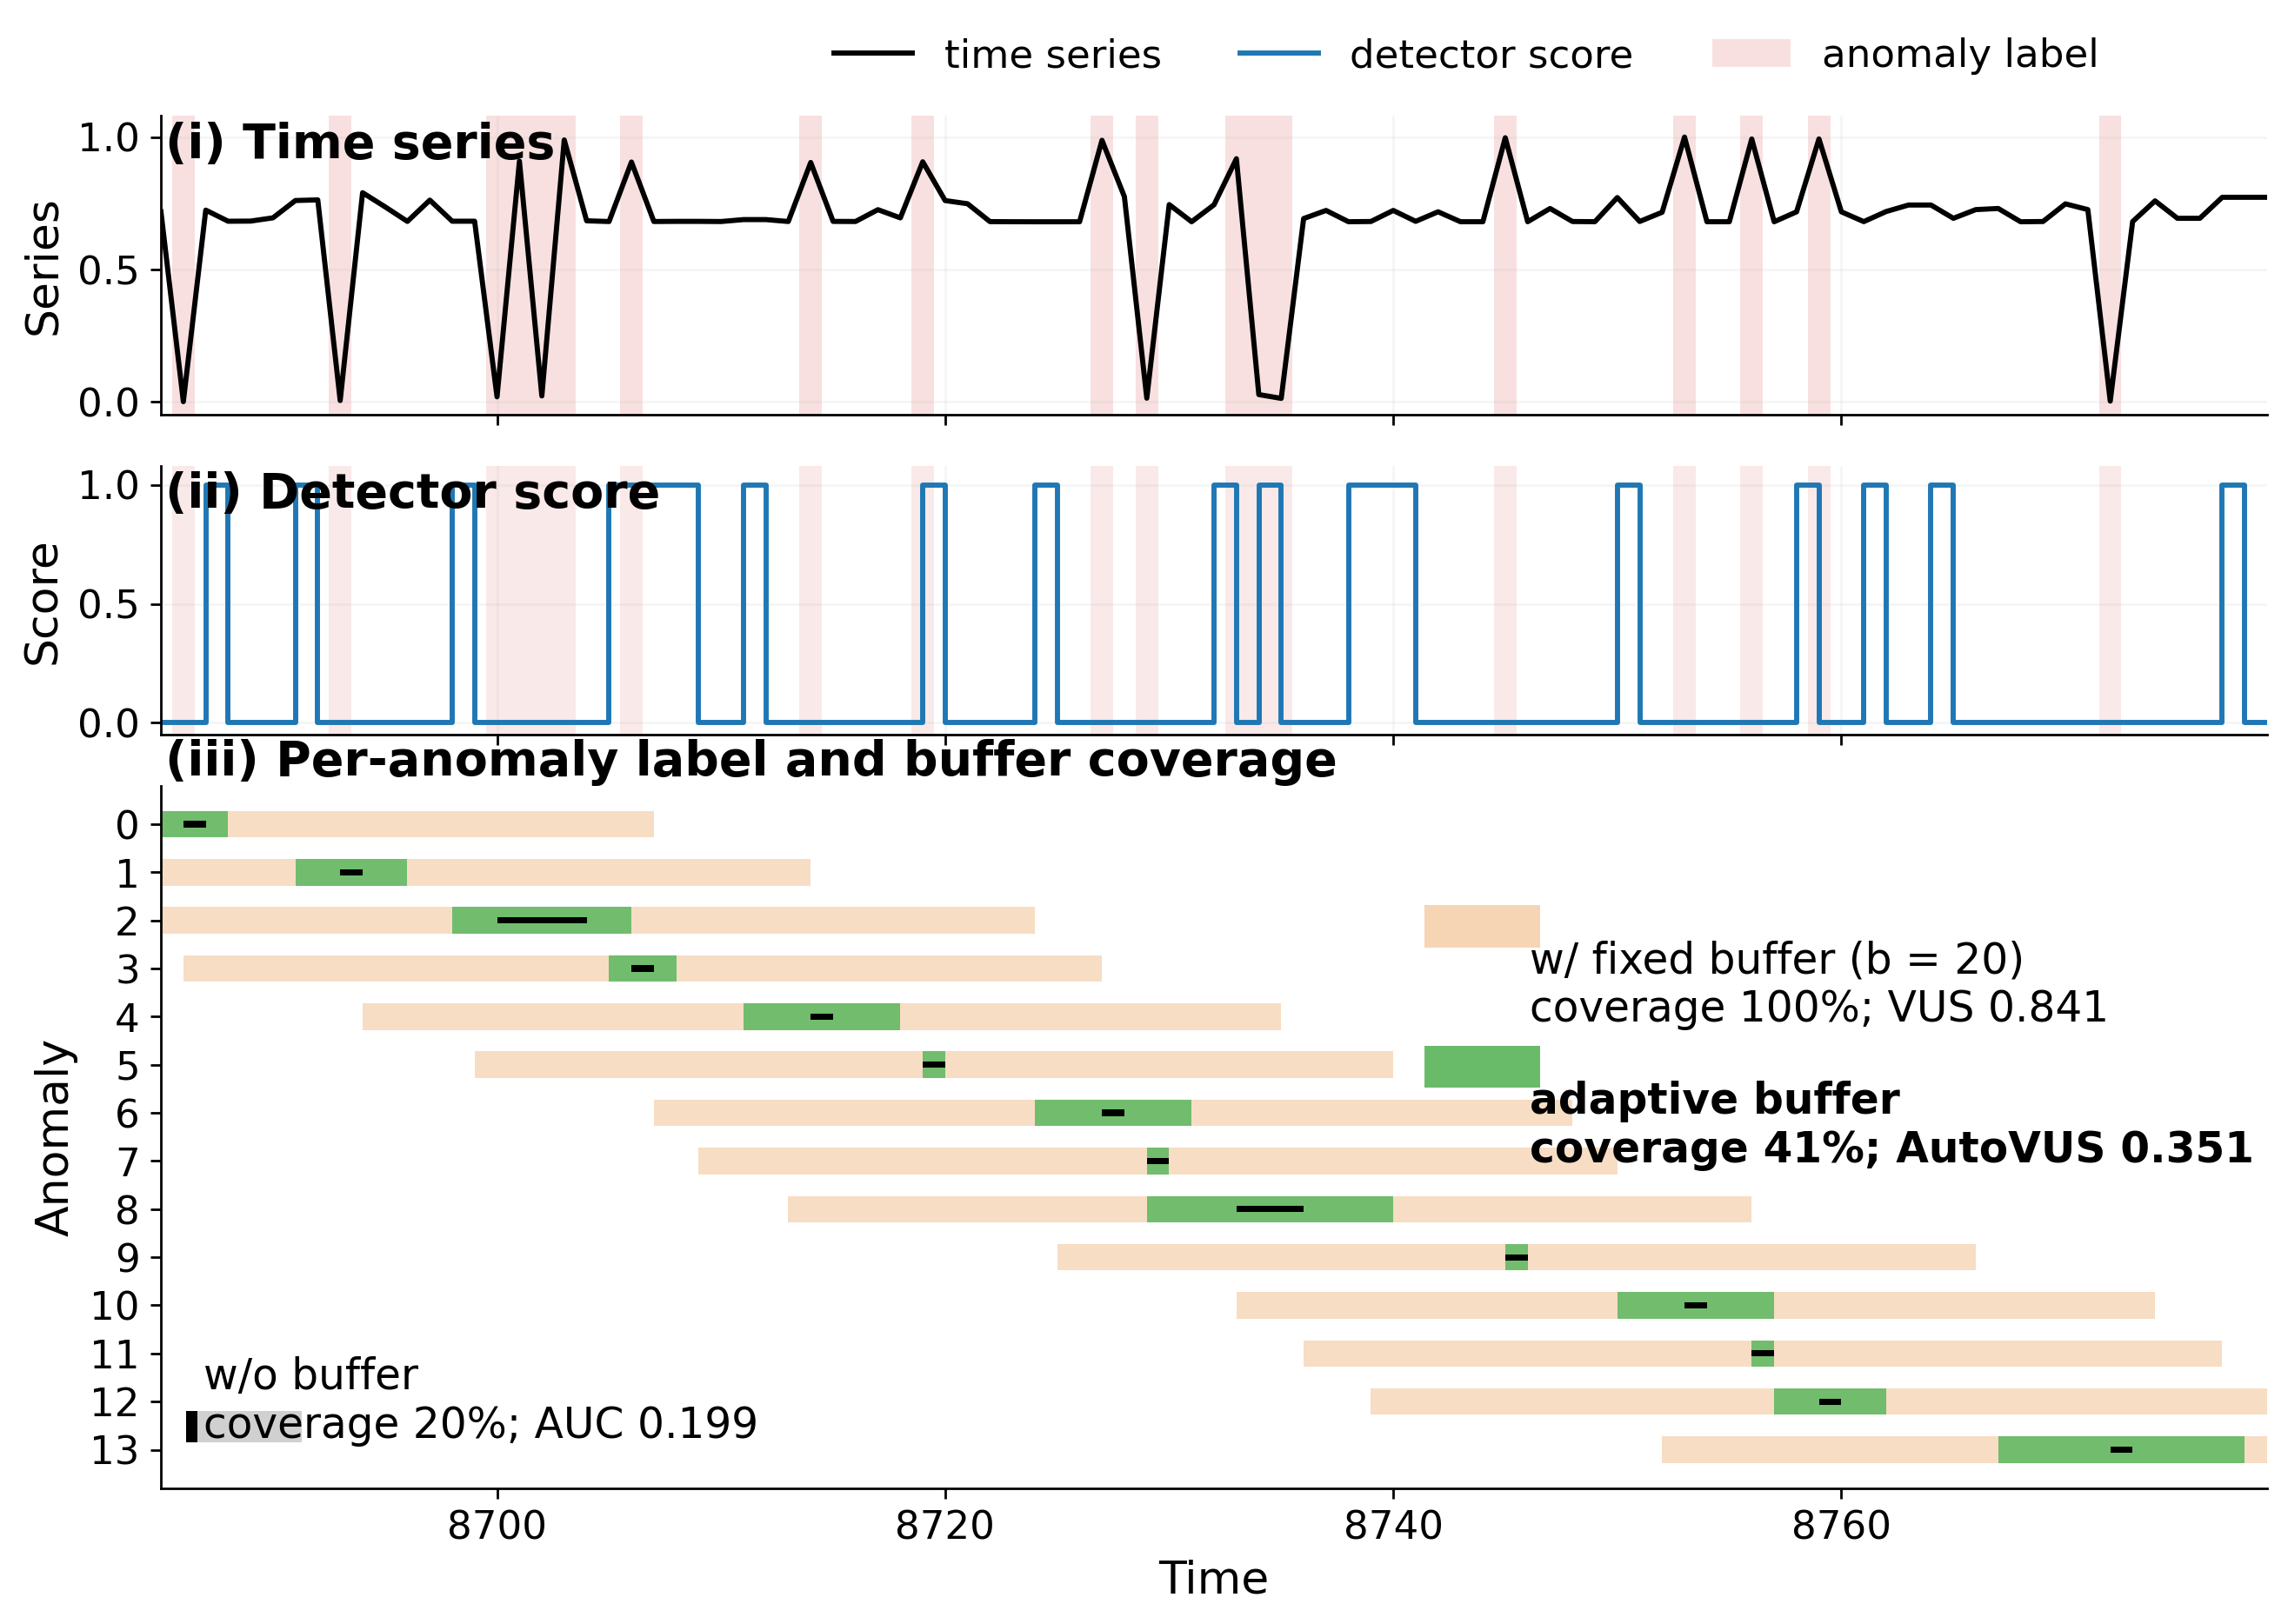 time series
detector score
anomaly label
(i) Time series
1.0
0.5
0.0
Series
(ii) Detector score
1.0
0.5
0.0
Score
(iii) Per-anomaly label and buffer coverage
0
1
2
3
4
5
6
7
8
9
10
11
12
13
Anomaly
w/ fixed buffer (b = 20)
coverage 100%; VUS 0.841
adaptive buffer
coverage 41%; AutoVUS 0.351
w/o buffer
coverage 20%; AUC 0.199
8700
8720
8740
8760
Time